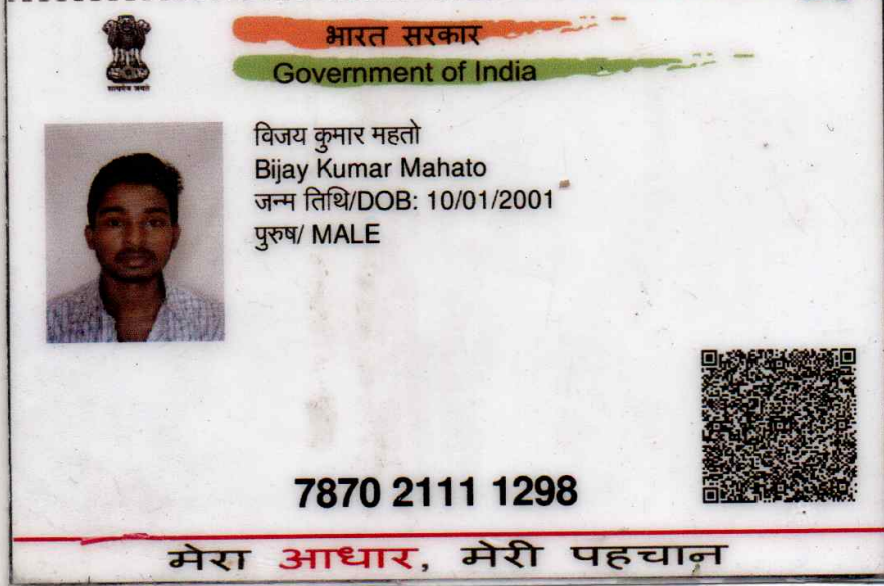 भारत सरकार
Government of India
सत्यमेव जयते
विजय कुमार महतो
Bijay Kumar Mahato
जन्म तिथि/DOB: 10/01/2001
पुरुष/ MALE
7870 2111 1298
मेरा आधार, मेरी पहचान